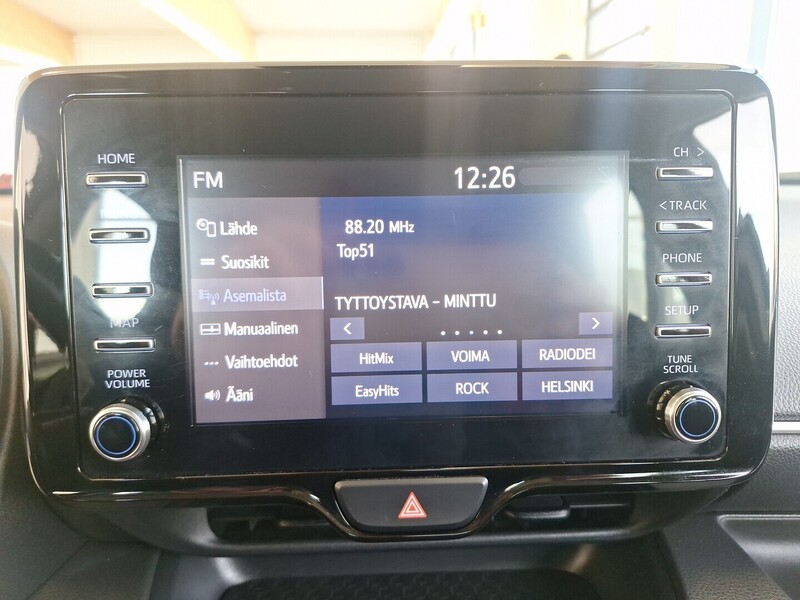 HOME
MAP
POWER
VOLUME
FM
12:26
Lähde
Suosikit
Asemalista
Manuaalinen
Vaihtoehdot
Ääni
88.20 MHz
Top51
TYTTOYSTAVA - MINTTU
HitMix VOIMA RADIODEI
EasyHits ROCK HELSINKI
CH >
< TRACK
PHONE
SETUP
TUNE
SCROLL